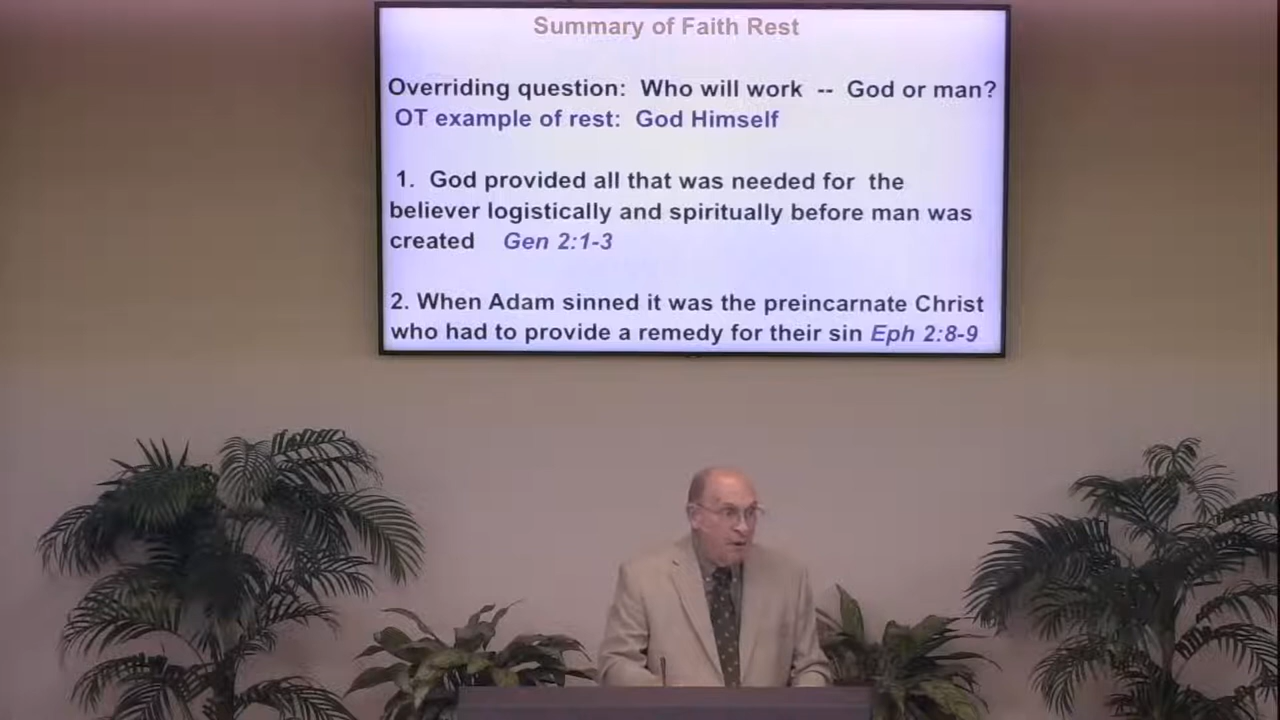 Summary of Faith Rest
Overriding question: Who will work -- God or man?
OT example of rest: God Himself
1. God provided all that was needed for the
believer logistically and spiritually before man was
created Gen 2:1-3
2. When Adam sinned it was the preincarnate Christ
who had to provide a remedy for their sin Eph 2:8-9